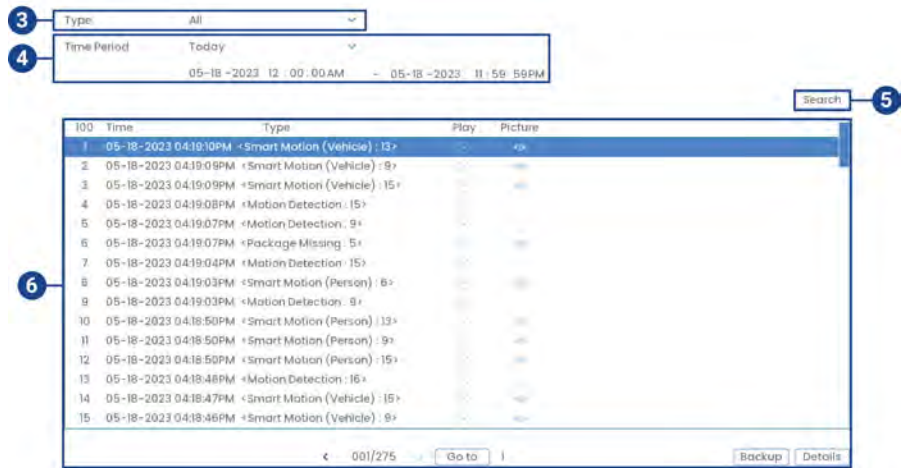 3 Type All
4 Time Period Today
05-18-2023 12:00:00AM - 05-18-2023 11:59:59PM
Search 5
100 Time Type Play Picture
1 05-18-2023 04:19:10PM <Smart Motion (Vehicle) : 13>
2 05-18-2023 04:19:09PM <Smart Motion (Vehicle) : 9>
3 05-18-2023 04:19:09PM <Smart Motion (Vehicle) : 15>
4 05-18-2023 04:19:08PM <Motion Detection : 15>
5 05-18-2023 04:19:07PM <Motion Detection : 9>
6 05-18-2023 04:19:07PM <Package Missing : 5>
7 05-18-2023 04:19:04PM <Motion Detection : 15>
6 8 05-18-2023 04:19:03PM <Smart Motion (Person) : 6>
9 05-18-2023 04:19:03PM <Motion Detection : 9>
10 05-18-2023 04:18:50PM <Smart Motion (Person) : 13>
11 05-18-2023 04:18:50PM <Smart Motion (Person) : 9>
12 05-18-2023 04:18:50PM <Smart Motion (Person) : 15>
13 05-18-2023 04:18:48PM <Motion Detection : 16>
14 05-18-2023 04:18:47PM <Smart Motion (Vehicle) : 15>
15 05-18-2023 04:18:46PM <Smart Motion (Vehicle) : 9>
001/275 Go to 1 Backup Details